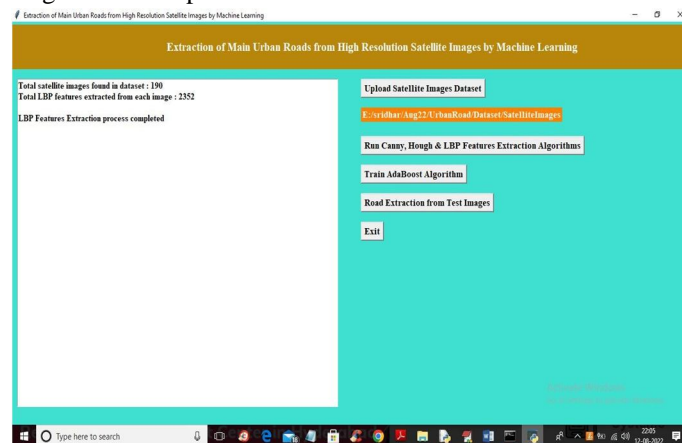 Extraction of Main Urban Roads from High Resolution Satellite Images by Machine Learning
Extraction of Main Urban Roads from High Resolution Satellite Images by Machine Learning
Total satellite images found in dataset : 190
Total LBP features extracted from each image : 2352
LBP Features Extraction process completed
Upload Satellite Images Dataset
E:/sridhar/Aug22/UrbanRoad/Dataset/SatelliteImages
Run Canny, Hough & LBP Features Extraction Algorithms
Train AdaBoost Algorithm
Road Extraction from Test Images
Exit
Type here to search
22:05
17-08-2022